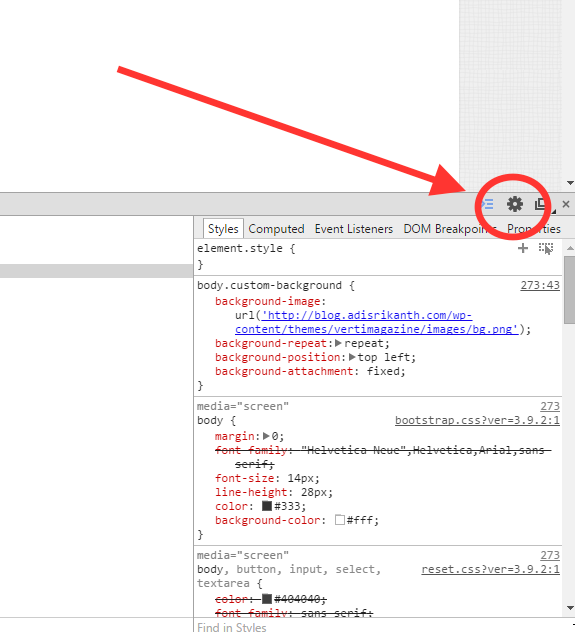 Styles Computed Event Listeners DOM Breakpoints Properties
element.style {
}
body.custom-background { 273:43
background-image:
url('http://blog.adisrikanth.com/wp-
content/themes/vertimagazine/images/bg.png');
background-repeat: repeat;
background-position: top left;
background-attachment: fixed;
}
media="screen" 273
body { bootstrap.css?ver=3.9.2:1
margin: 0;
font-family: "Helvetica Neue",Helvetica,Arial,sans-
serif;
font-size: 14px;
line-height: 28px;
color: #333;
background-color: #fff;
}
media="screen" 273
body, button, input, select, reset.css?ver=3.9.2:1
textarea {
color: #404040;
font-family: sans-serif;
Find in Styles